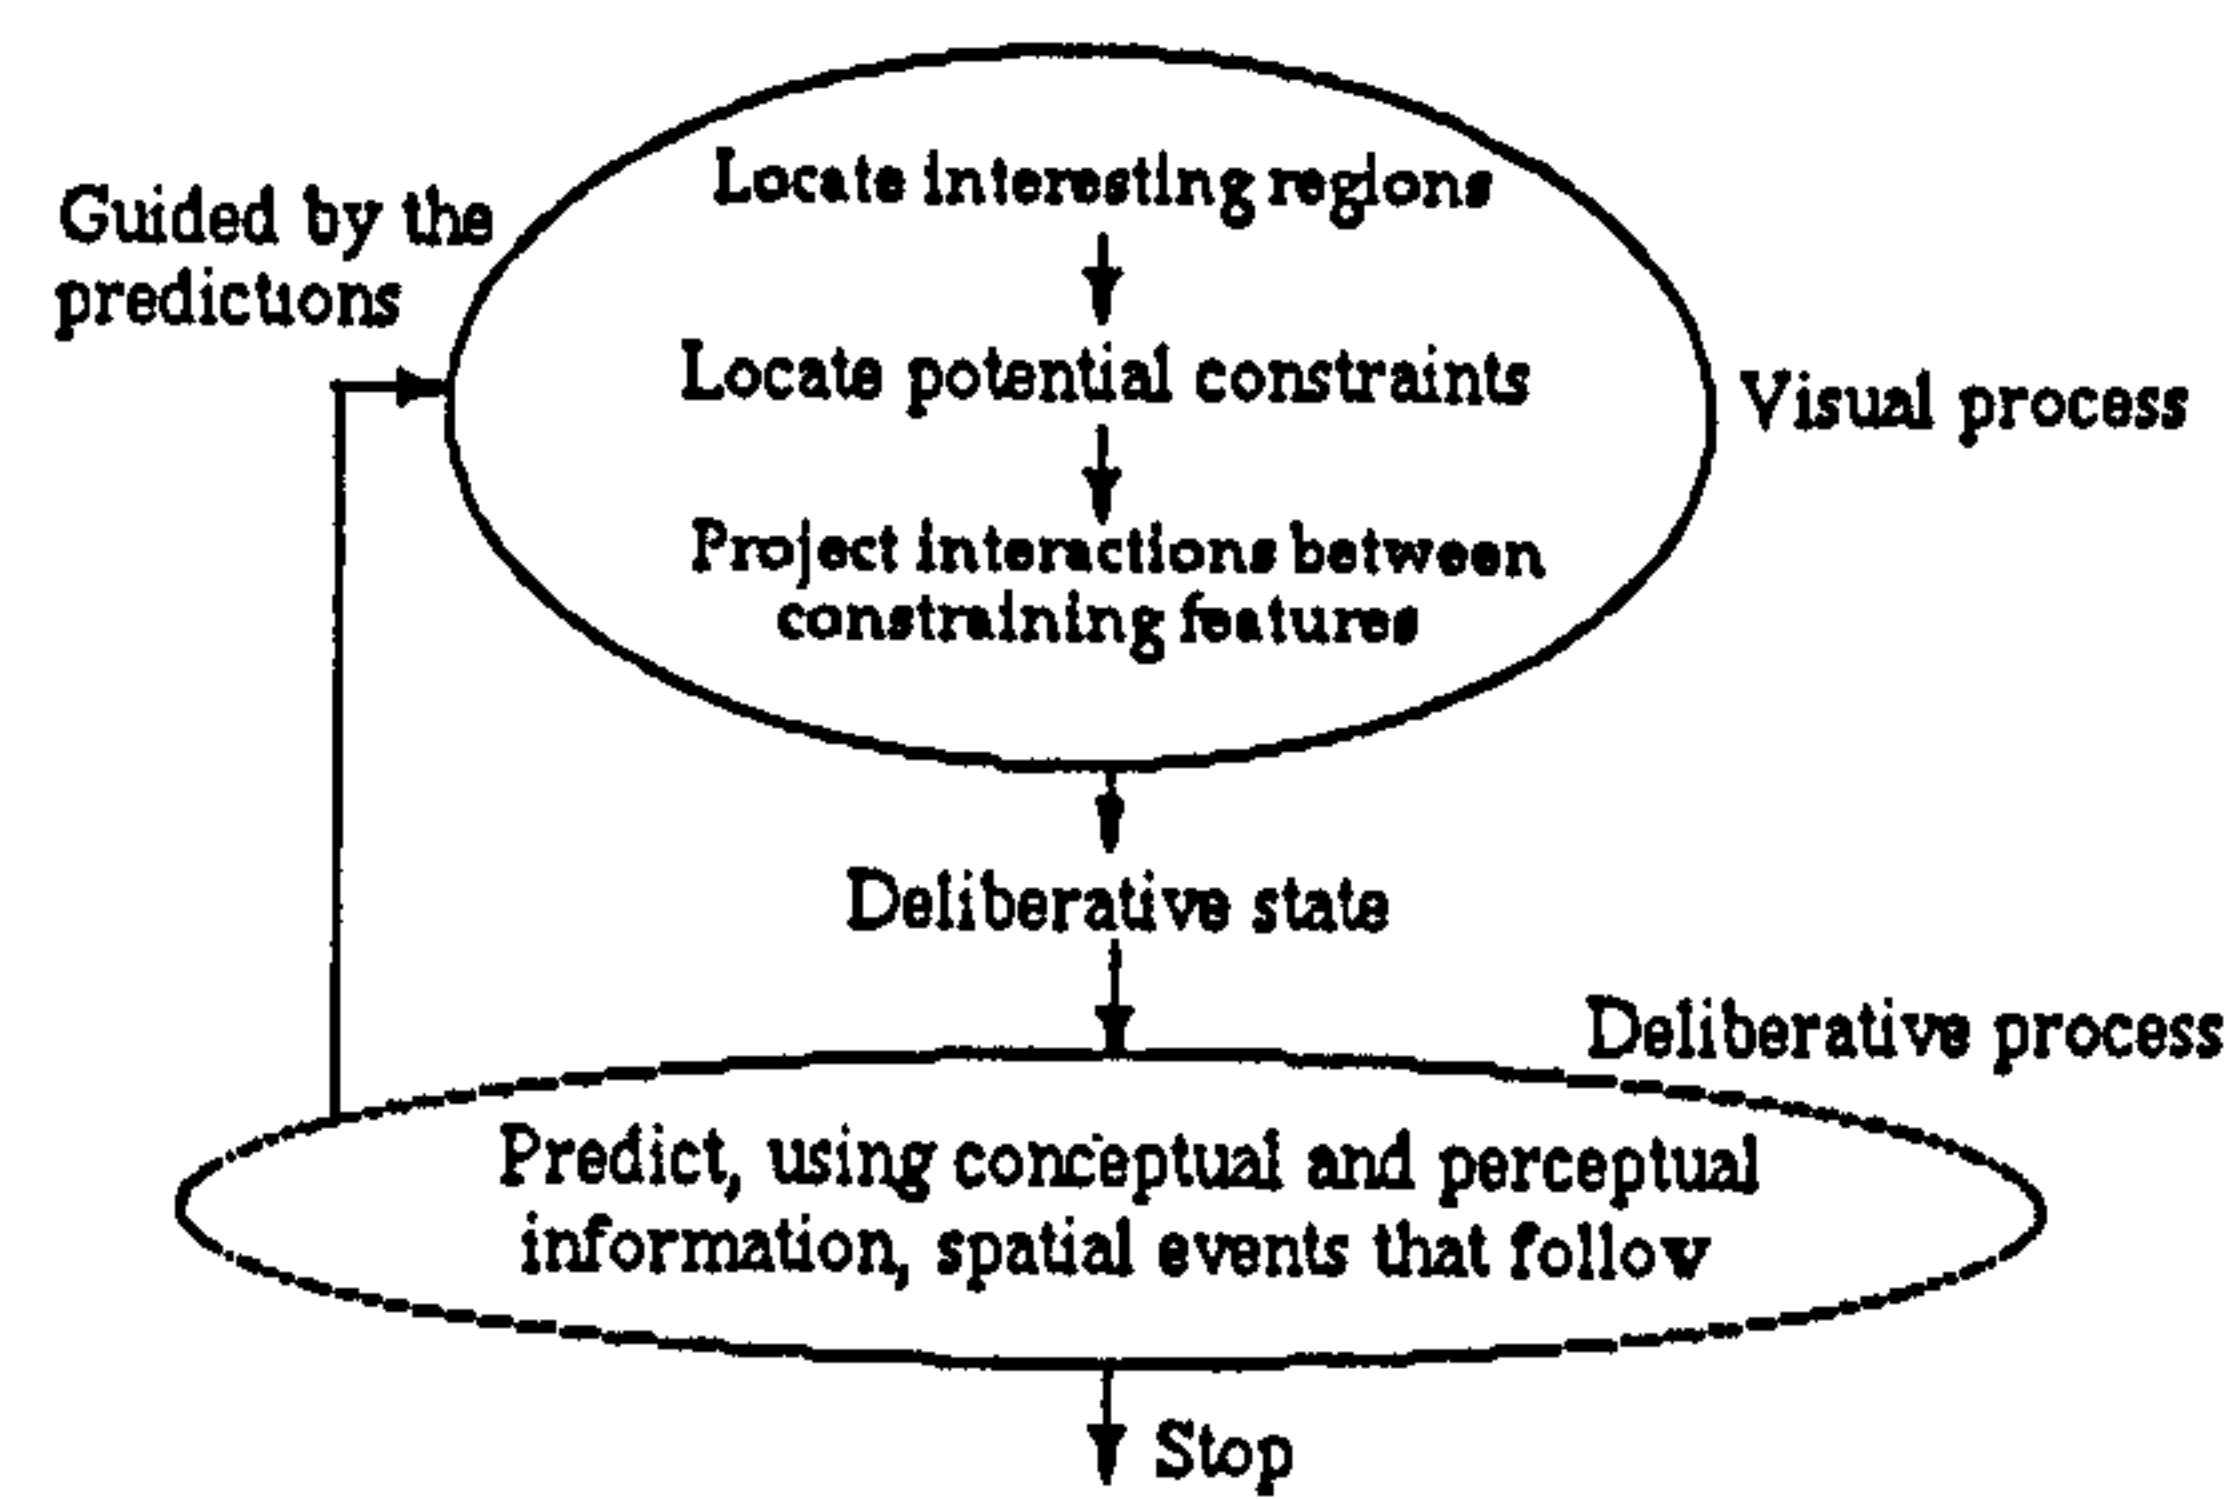 Guided by the
predictions
Locate interesting regions
Locate potential constraints
Project interactions between
constraining features
Visual process
Deliberative state
Deliberative process
Predict, using conceptual and perceptual
information, spatial events that follow
Stop